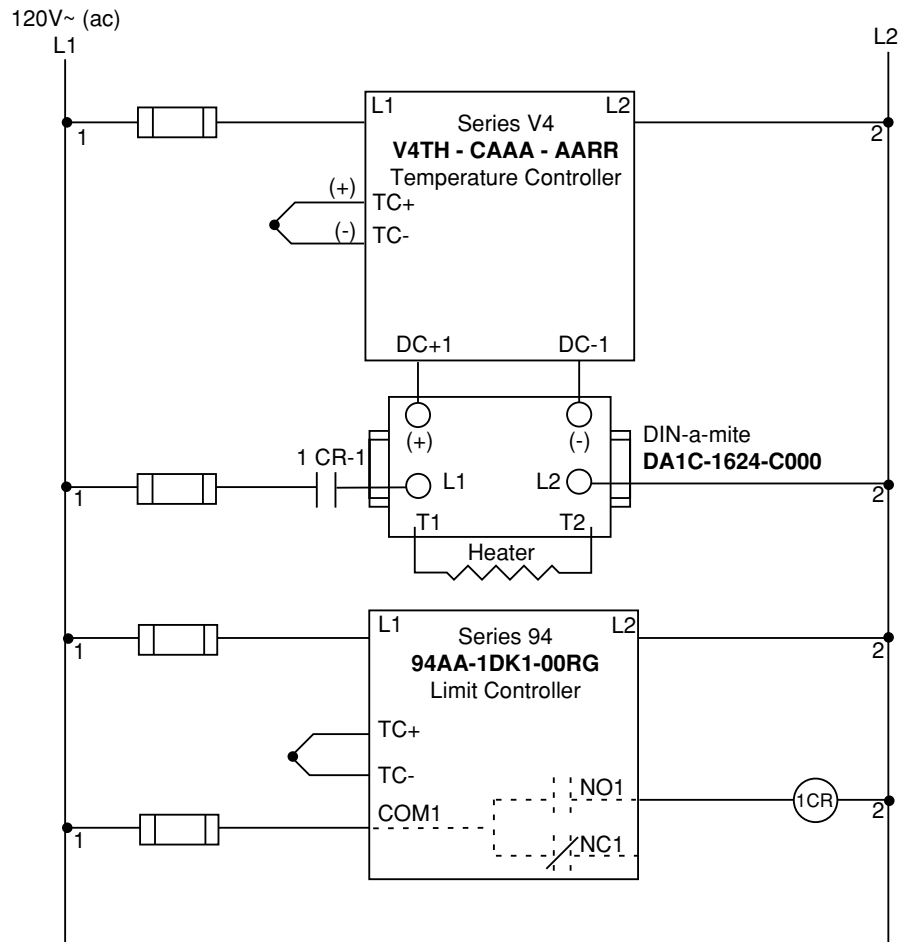 120V~ (ac)
L1
L2
L1
L2
1
Series V4
2
V4TH - CAAA - AARR
Temperature Controller
(+)
TC+
(-)
TC-
DC+1
DC-1
(+)
(-)
DIN-a-mite
DA1C-1624-C000
1 CR-1
L1
L2
1
2
T1
T2
Heater
L1
Series 94
L2
1
94AA-1DK1-00RG
2
Limit Controller
TC+
TC-
NO1
COM1
1CR
2
1
NC1